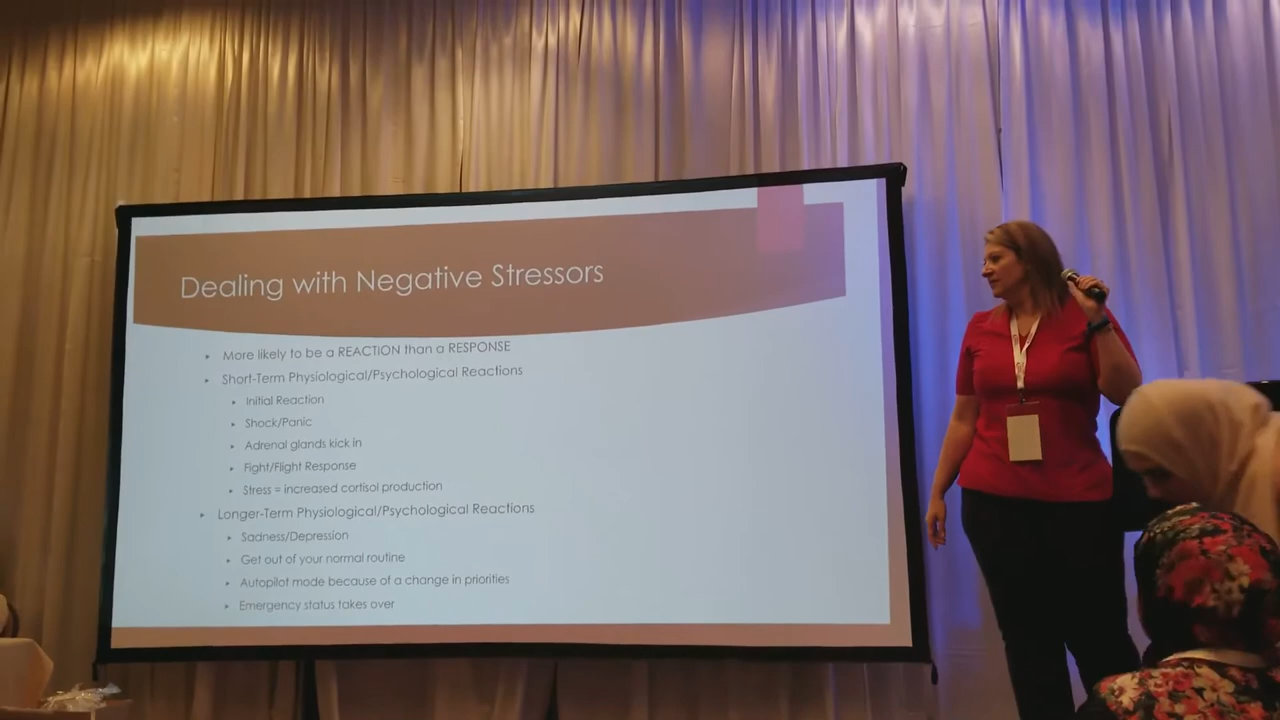 Dealing with Negative Stressors
More likely to be a REACTION than a RESPONSE
Short-Term Physiological/Psychological Reactions
Initial Reaction
Shock/Panic
Adrenal glands kick in
Fight/Flight Response
Stress = increased cortisol production
Longer-Term Physiological/Psychological Reactions
Sadness/Depression
Get out of your normal routine
Autopilot mode because of a change in priorities
Emergency status takes over